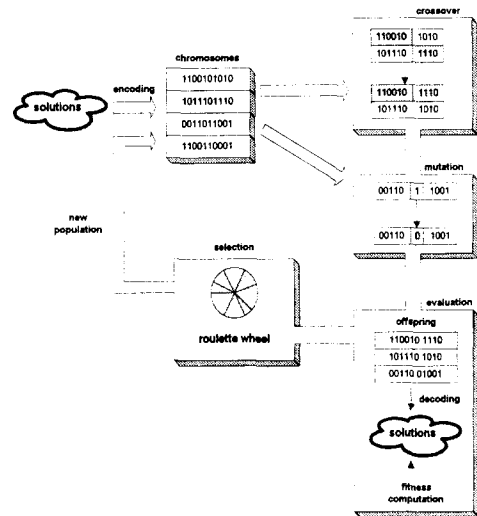 crossover
110010 1010
101110 1110
110010 1110
101110 1010
chromosomes
1100101010
1011101110
0011011001
1100110001
encoding
solutions
mutation
00110 1 1001
00110 0 1001
new
population
selection
roulette wheel
evaluation
offspring
110010 1110
101110 1010
00110 01001
decoding
solutions
fitness
computation